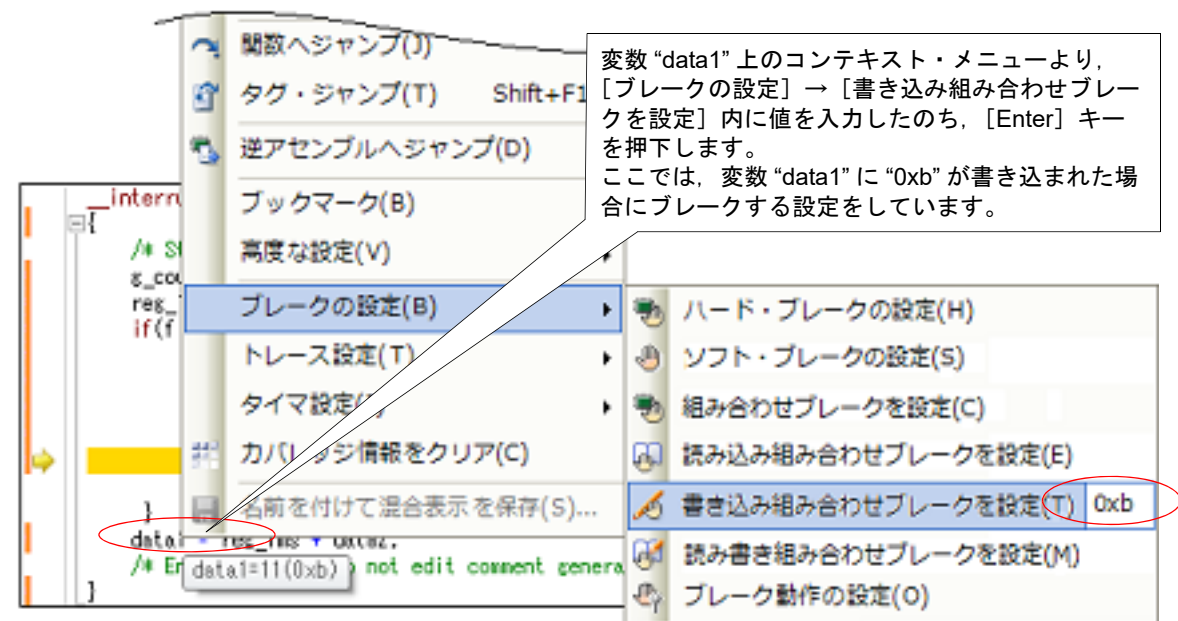 関数へジャンプ(J)
タグ・ジャンプ(T) Shift+F1
逆アセンブルへジャンプ(D)
ブックマーク(B)
高度な設定(V)
ブレークの設定(B)
トレース設定(T)
タイマ設定
カバレッジ情報をクリア(C)
名前を付けて混合表示を保存(S)...
変数 “data1” 上のコンテキスト・メニューより,
[ブレークの設定] → [書き込み組み合わせブレー
クを設定] 内に値を入力したのち, [Enter] キー
を押下します。
ここでは, 変数 “data1” に “0xb” が書き込まれた場
合にブレークする設定をしています。
ハード・ブレークの設定(H)
ソフト・ブレークの設定(S)
組み合わせブレークを設定(C)
読み込み組み合わせブレークを設定(E)
書き込み組み合わせブレークを設定(T) 0xb
読み書き組み合わせブレークを設定(M)
ブレーク動作の設定(O)
__interru
{
/* St
g_cou
reg_
if(f
}
data1 = reg_
/* En
not edit comment genera
data1=11(0xb)
}